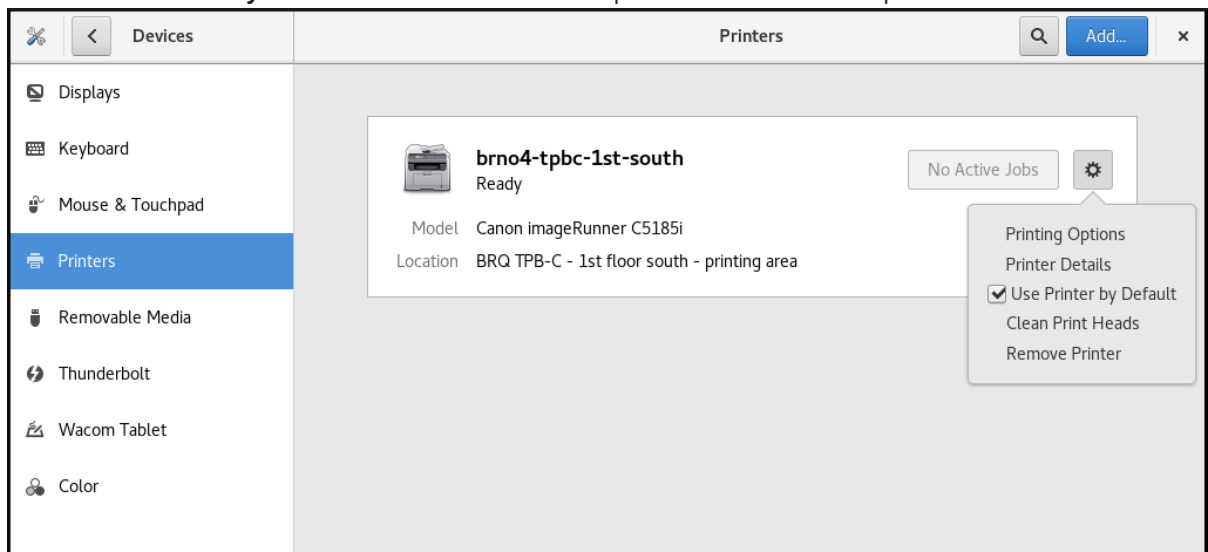 Devices
Printers
Add...
Displays
Keyboard
Mouse & Touchpad
Printers
Removable Media
Thunderbolt
Wacom Tablet
Color
brno4-tpbc-1st-south
Ready
No Active Jobs
Model Canon imageRunner C5185i
Location BRQ TPB-C - 1st floor south - printing area
Printing Options
Printer Details
Use Printer by Default
Clean Print Heads
Remove Printer